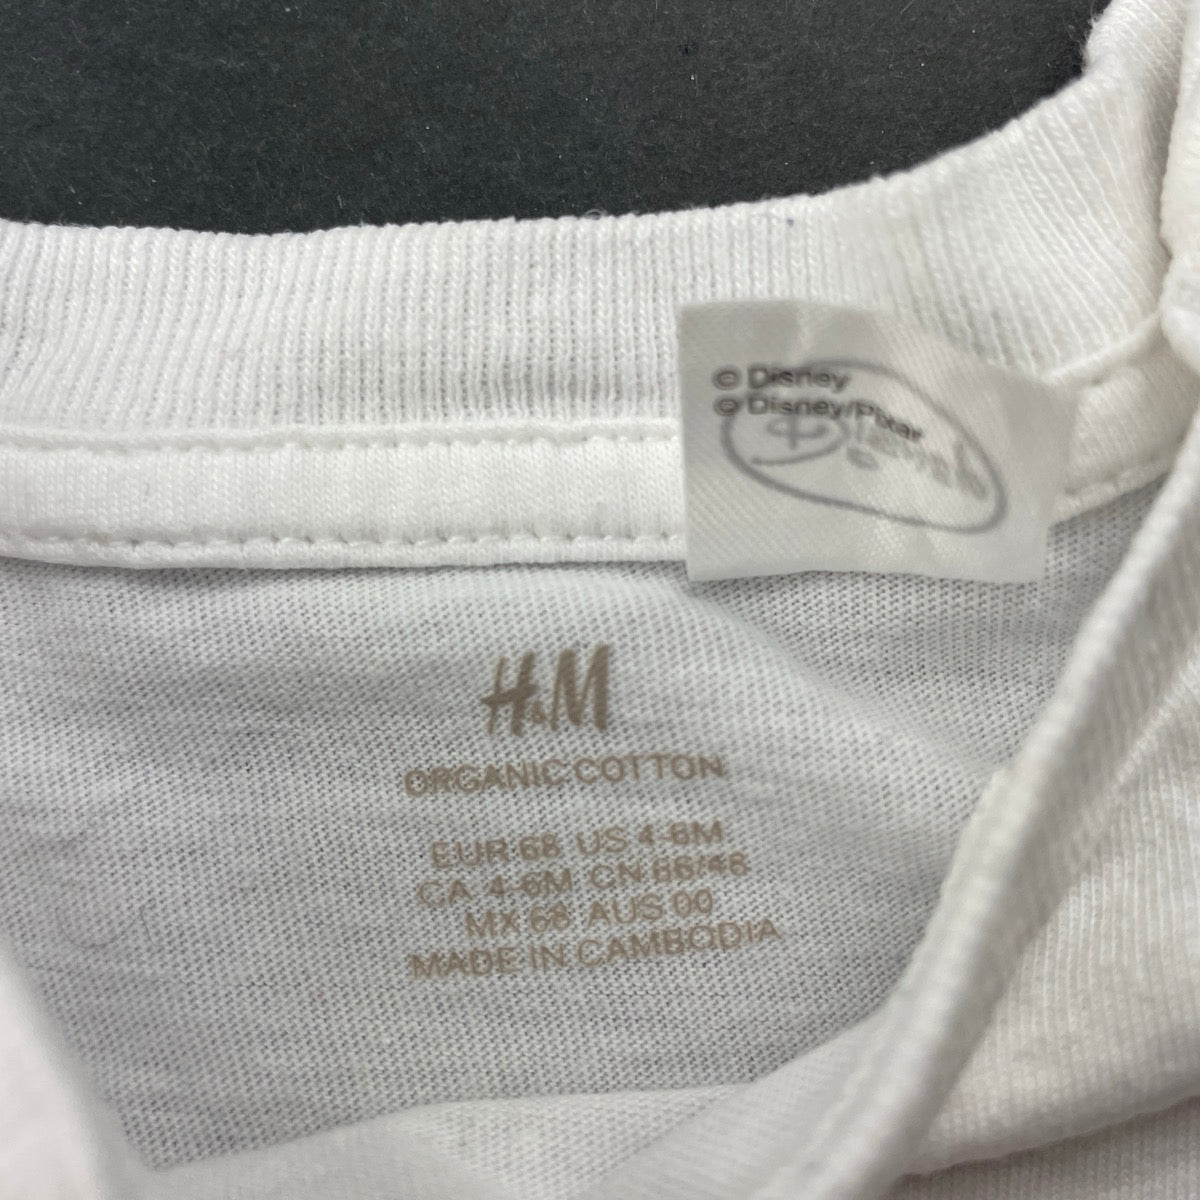 © Disney
© Disney/Pixar
H&M
ORGANIC COTTON
EUR 68 US 4-6M
CA 4-6M CN 66/46
MX 68 AUS 00
MADE IN CAMBODIA